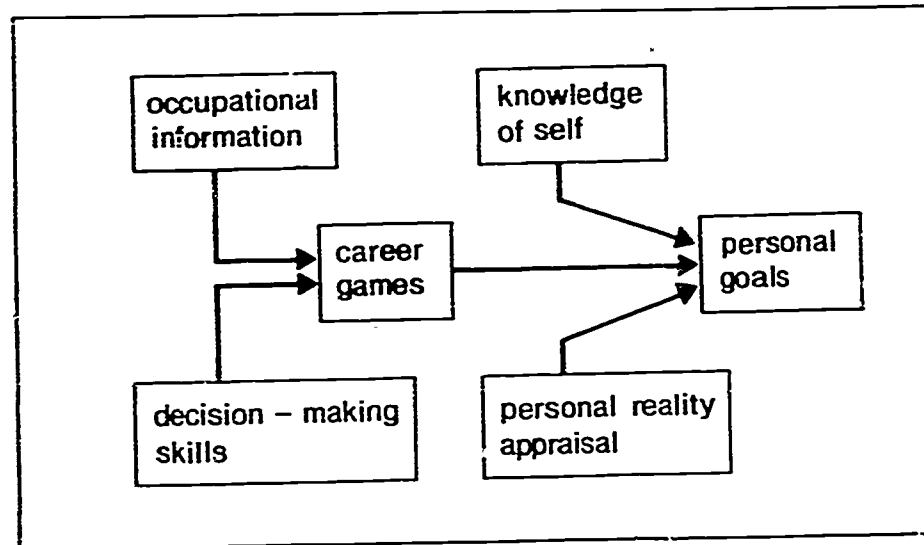 occupational
information
knowledge
of self
career
games
personal
goals
decision – making
skills
personal reality
appraisal